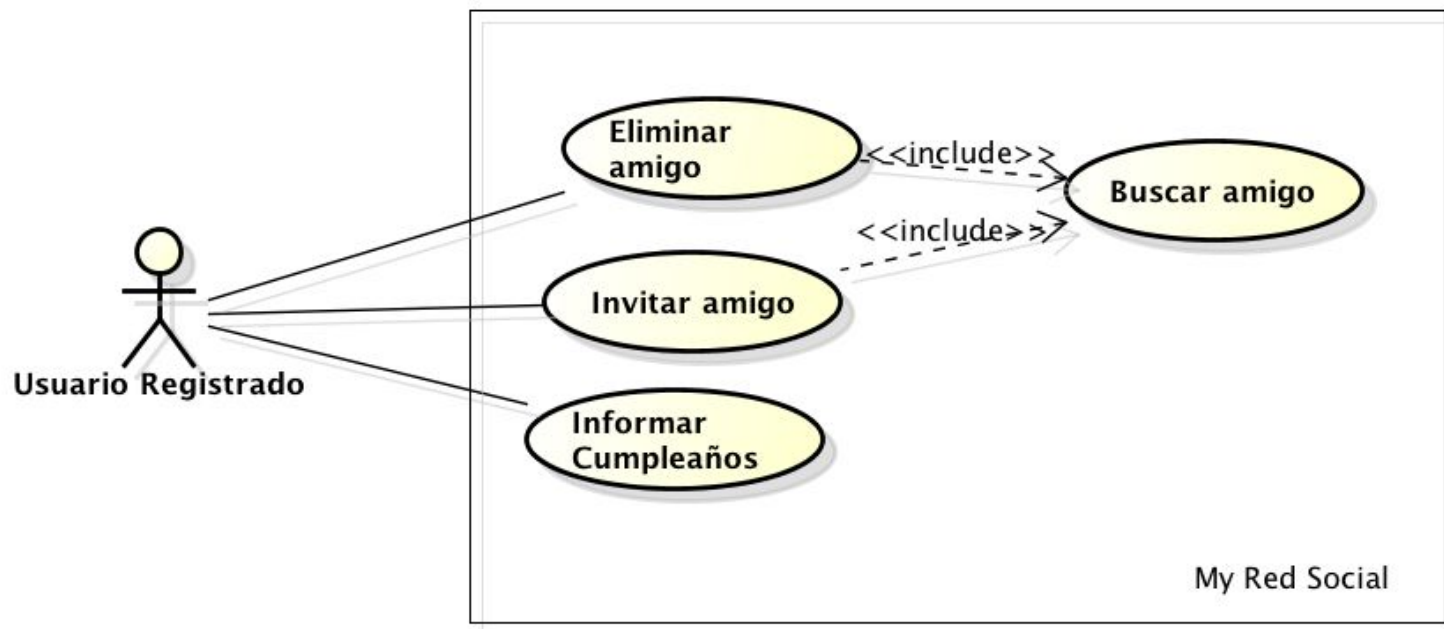 Eliminar
amigo
<<include>>
Buscar amigo
<<include>>
Invitar amigo
Usuario Registrado
Informar
Cumpleaños
My Red Social